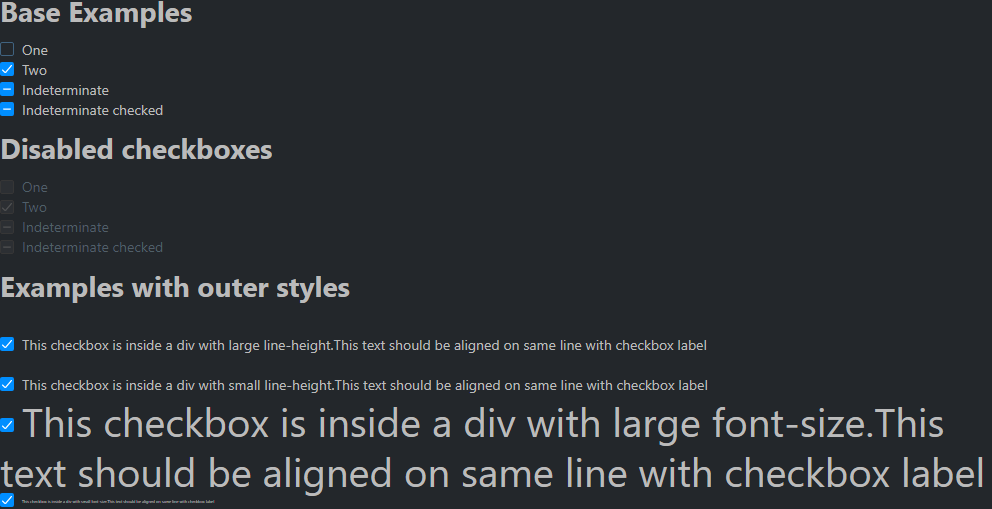 Base Examples
One
Two
Indeterminate
Indeterminate checked
Disabled checkboxes
One
Two
Indeterminate
Indeterminate checked
Examples with outer styles
This checkbox is inside a div with large line-height.This text should be aligned on same line with checkbox label
This checkbox is inside a div with small line-height.This text should be aligned on same line with checkbox label
This checkbox is inside a div with large font-size.This
text should be aligned on same line with checkbox label
This checkbox is inside a div with small font-size.This text should be aligned on same line with checkbox label